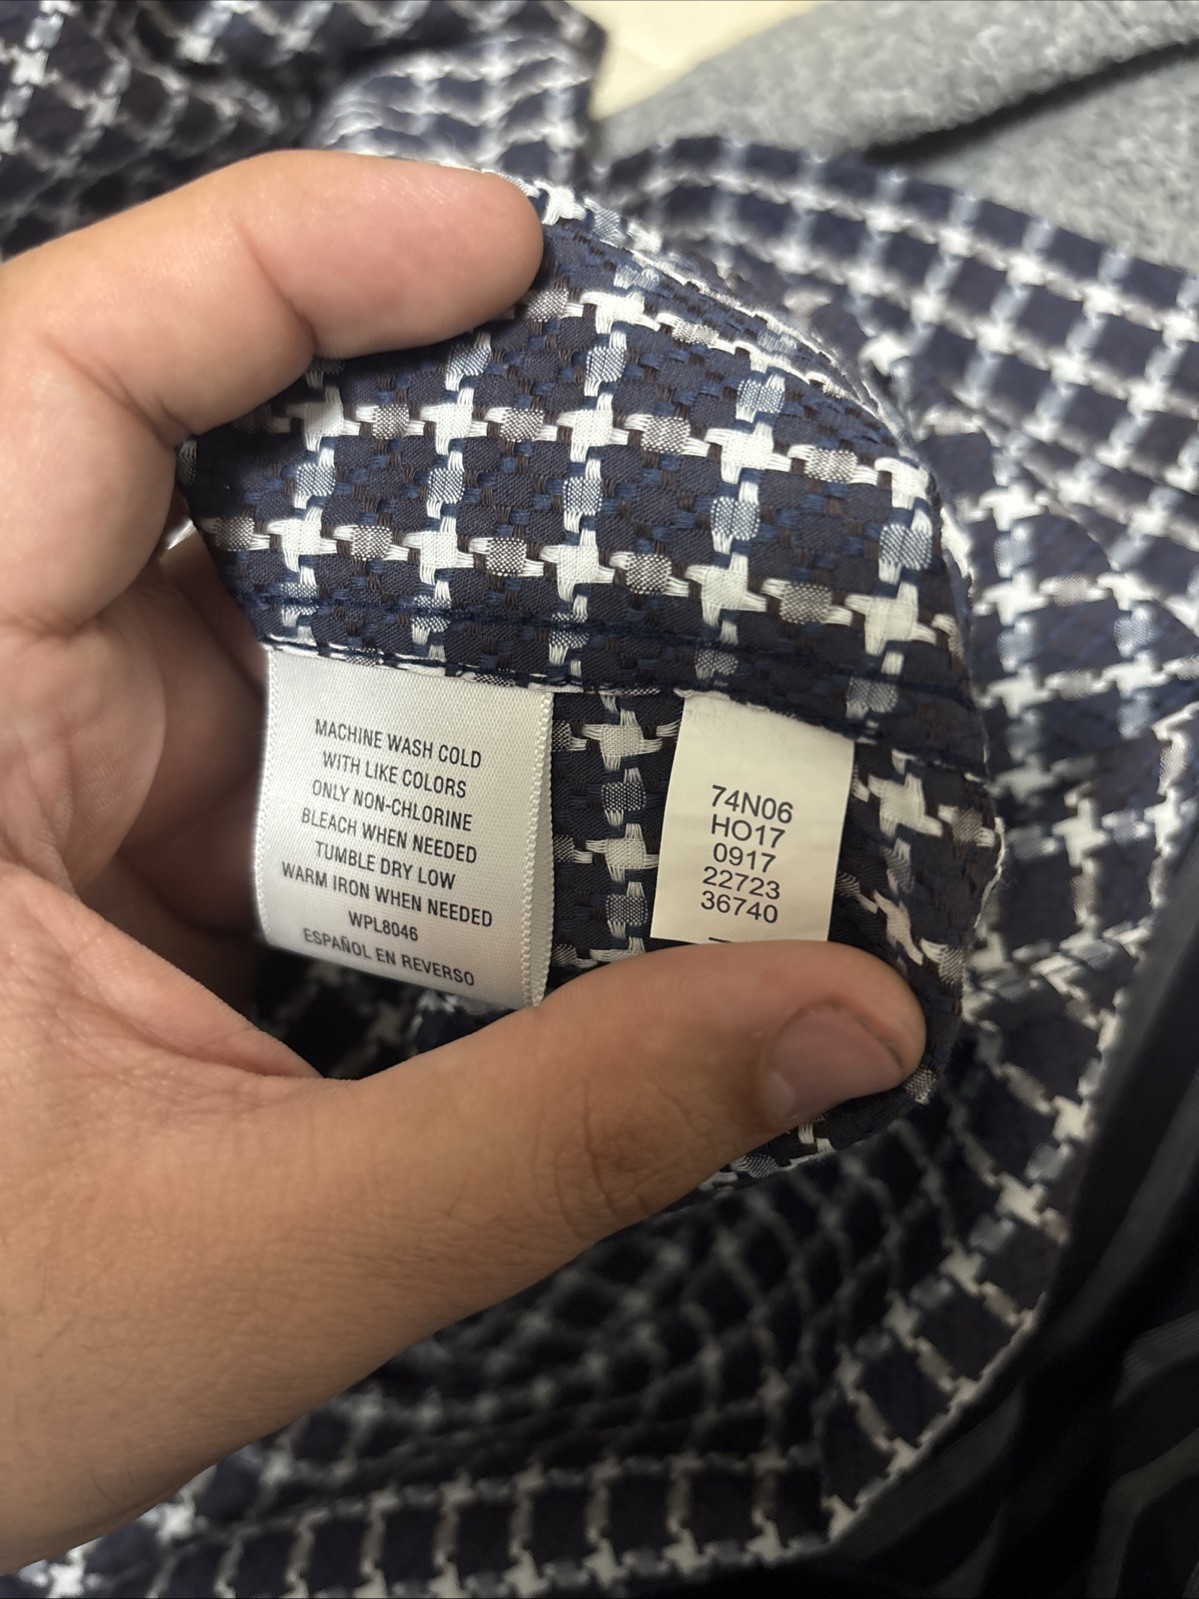 MACHINE WASH COLD
WITH LIKE COLORS
ONLY NON-CHLORINE
BLEACH WHEN NEEDED
TUMBLE DRY LOW
WARM IRON WHEN NEEDED
WPL8046
ESPAÑOL EN REVERSO
74N06
HO17
0917
22723
36740